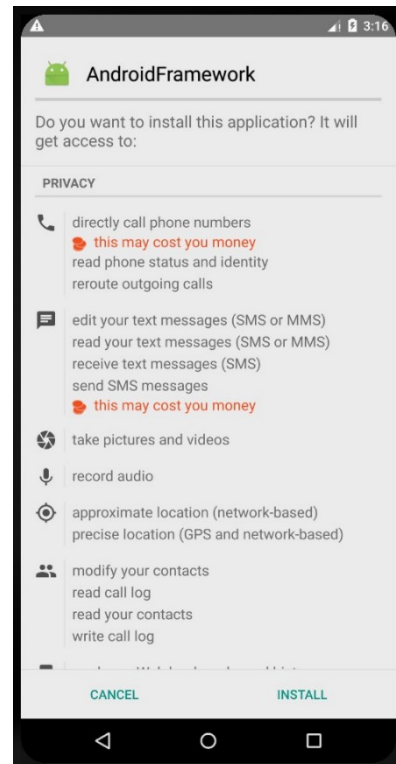 3:16
AndroidFramework
Do you want to install this application? It will
get access to:
PRIVACY
directly call phone numbers
this may cost you money
read phone status and identity
reroute outgoing calls
edit your text messages (SMS or MMS)
read your text messages (SMS or MMS)
receive text messages (SMS)
send SMS messages
this may cost you money
take pictures and videos
record audio
approximate location (network-based)
precise location (GPS and network-based)
modify your contacts
read call log
read your contacts
write call log
CANCEL INSTALL